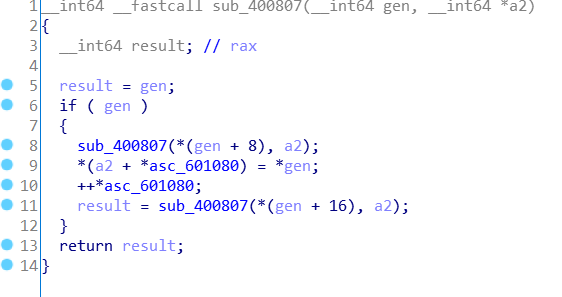 1 __int64 __fastcall sub_400807(__int64 gen, __int64 *a2)
2 {
3   __int64 result; // rax
4
5   result = gen;
6   if ( gen )
7   {
8     sub_400807(*(gen + 8), a2);
9     *(a2 + *asc_601080) = *gen;
10     ++*asc_601080;
11     result = sub_400807(*(gen + 16), a2);
12   }
13   return result;
14 }